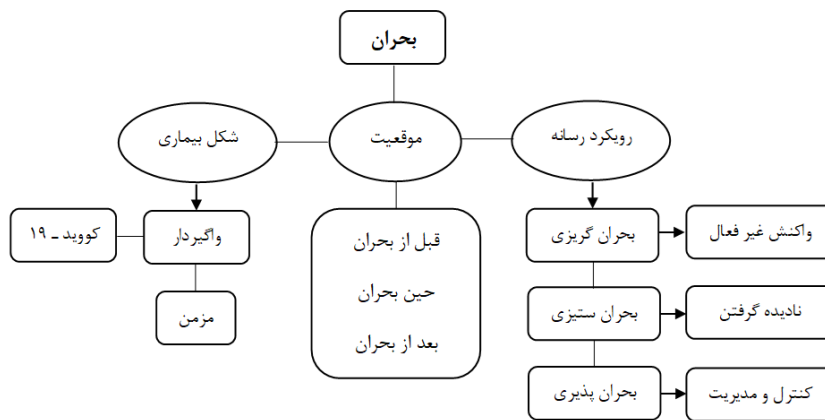 بحران
رویکرد رسانه
موقعیت
شکل بیماری
بحران گریزی
واکنش غیر فعال
بحران ستیزی
نادیده گرفتن
بحران پذیری
کنترل و مدیریت
قبل از بحران
حین بحران
بعد از بحران
واگیردار
کووید ـ ۱۹
مزمن